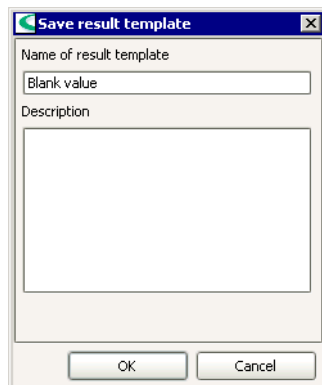 Save result template
Name of result template
Blank value
Description
OK
Cancel